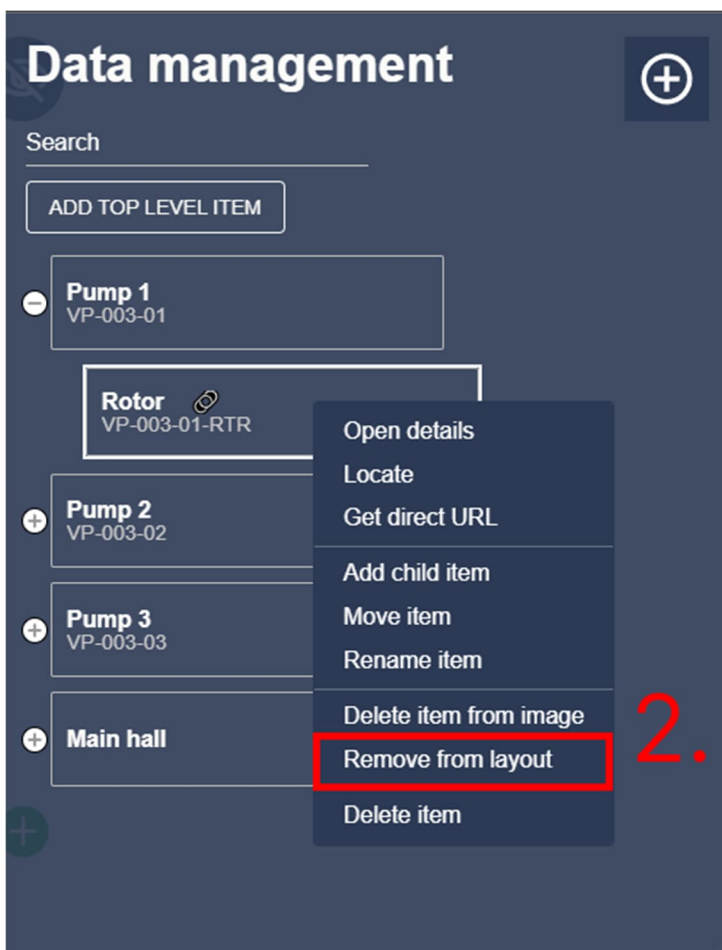 Data management
Search
ADD TOP LEVEL ITEM
Pump 1
VP-003-01
Rotor
VP-003-01-RTR
Open details
Locate
Get direct URL
Pump 2
VP-003-02
Add child item
Move item
Rename item
Pump 3
VP-003-03
Delete item from image
Remove from layout
2.
Delete item
Main hall